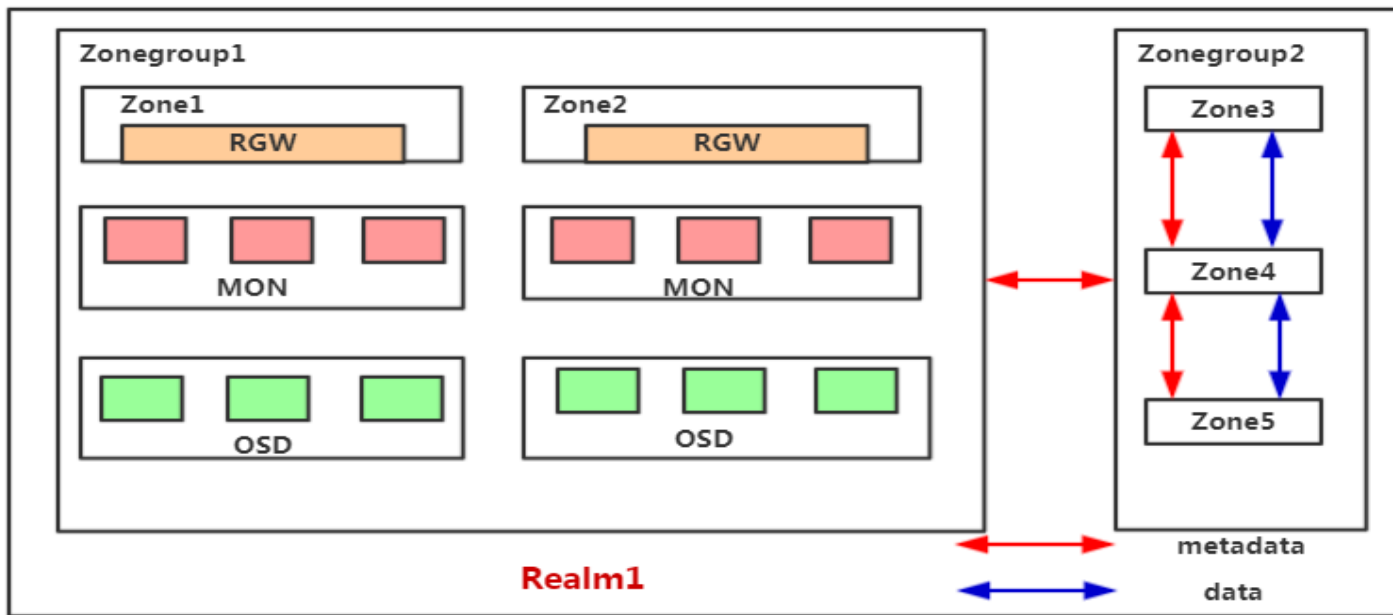 Zonegroup1
Zone1
RGW
MON
OSD
Zone2
RGW
MON
OSD
Zonegroup2
Zone3
Zone4
Zone5
metadata
data
Realm1